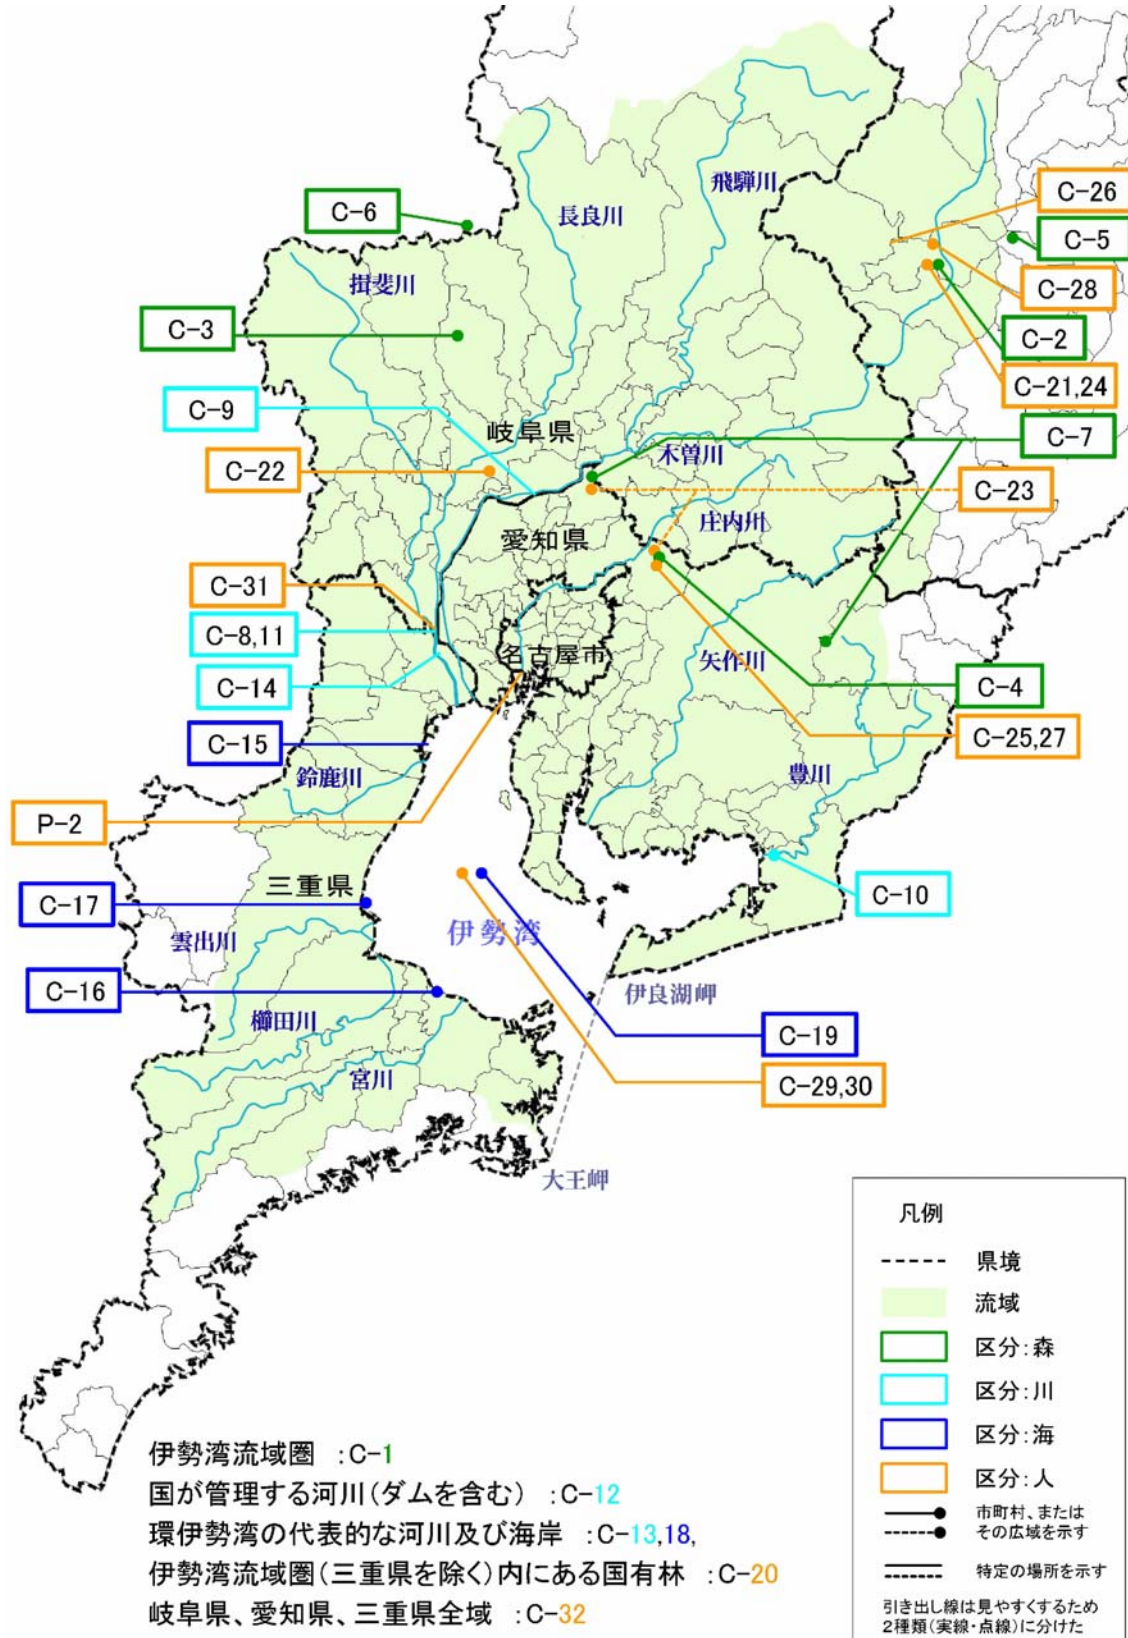 飛騨川
長良川
C-26
C-6
C-5
揖斐川
C-28
C-3
C-2
C-21,24
C-9
岐阜県
C-7
木曽川
C-22
C-23
庄内川
愛知県
C-31
C-8,11
名古屋市
矢作川
C-14
C-4
C-15
C-25,27
鈴鹿川
豊川
P-2
三重県
C-17
C-10
伊勢湾
雲出川
C-16
伊良湖岬
櫛田川
C-19
宮川
C-29,30
大王岬
凡例
県境
流域
区分:森
区分:川
区分:海
区分:人
市町村、または
その広域を示す
特定の場所を示す
引き出し線は見やすくするため
2種類(実線・点線)に分けた
伊勢湾流域圏 :C-1
国が管理する河川(ダムを含む) :C-12
環伊勢湾の代表的な河川及び海岸 :C-13,18,
伊勢湾流域圏(三重県を除く)内にある国有林 :C-20
岐阜県、愛知県、三重県全域 :C-32